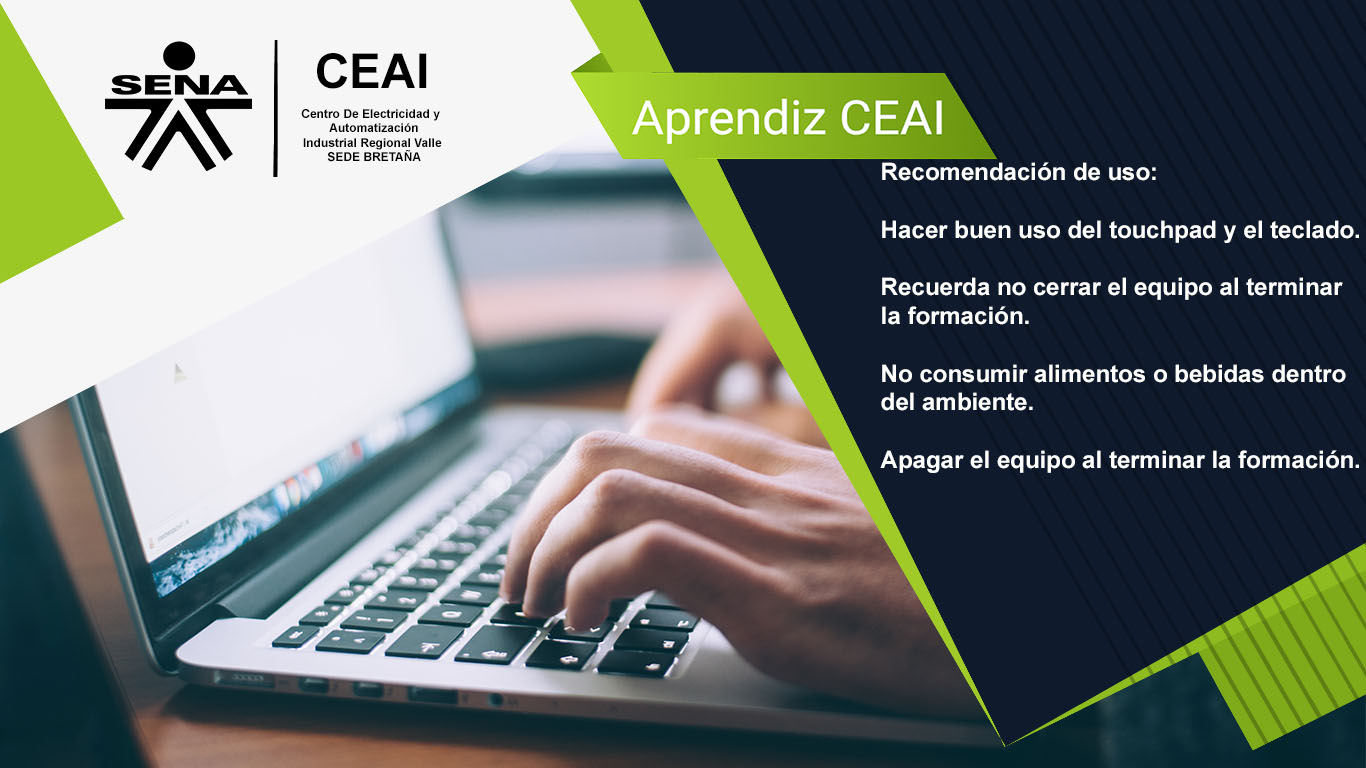 SENA
CEAI
Centro De Electricidad y
Automatización
Industrial Regional Valle
SEDE BRETAÑA
Aprendiz CEAI
Recomendación de uso:
Hacer buen uso del touchpad y el teclado.
Recuerda no cerrar el equipo al terminar
la formación.
No consumir alimentos o bebidas dentro
del ambiente.
Apagar el equipo al terminar la formación.